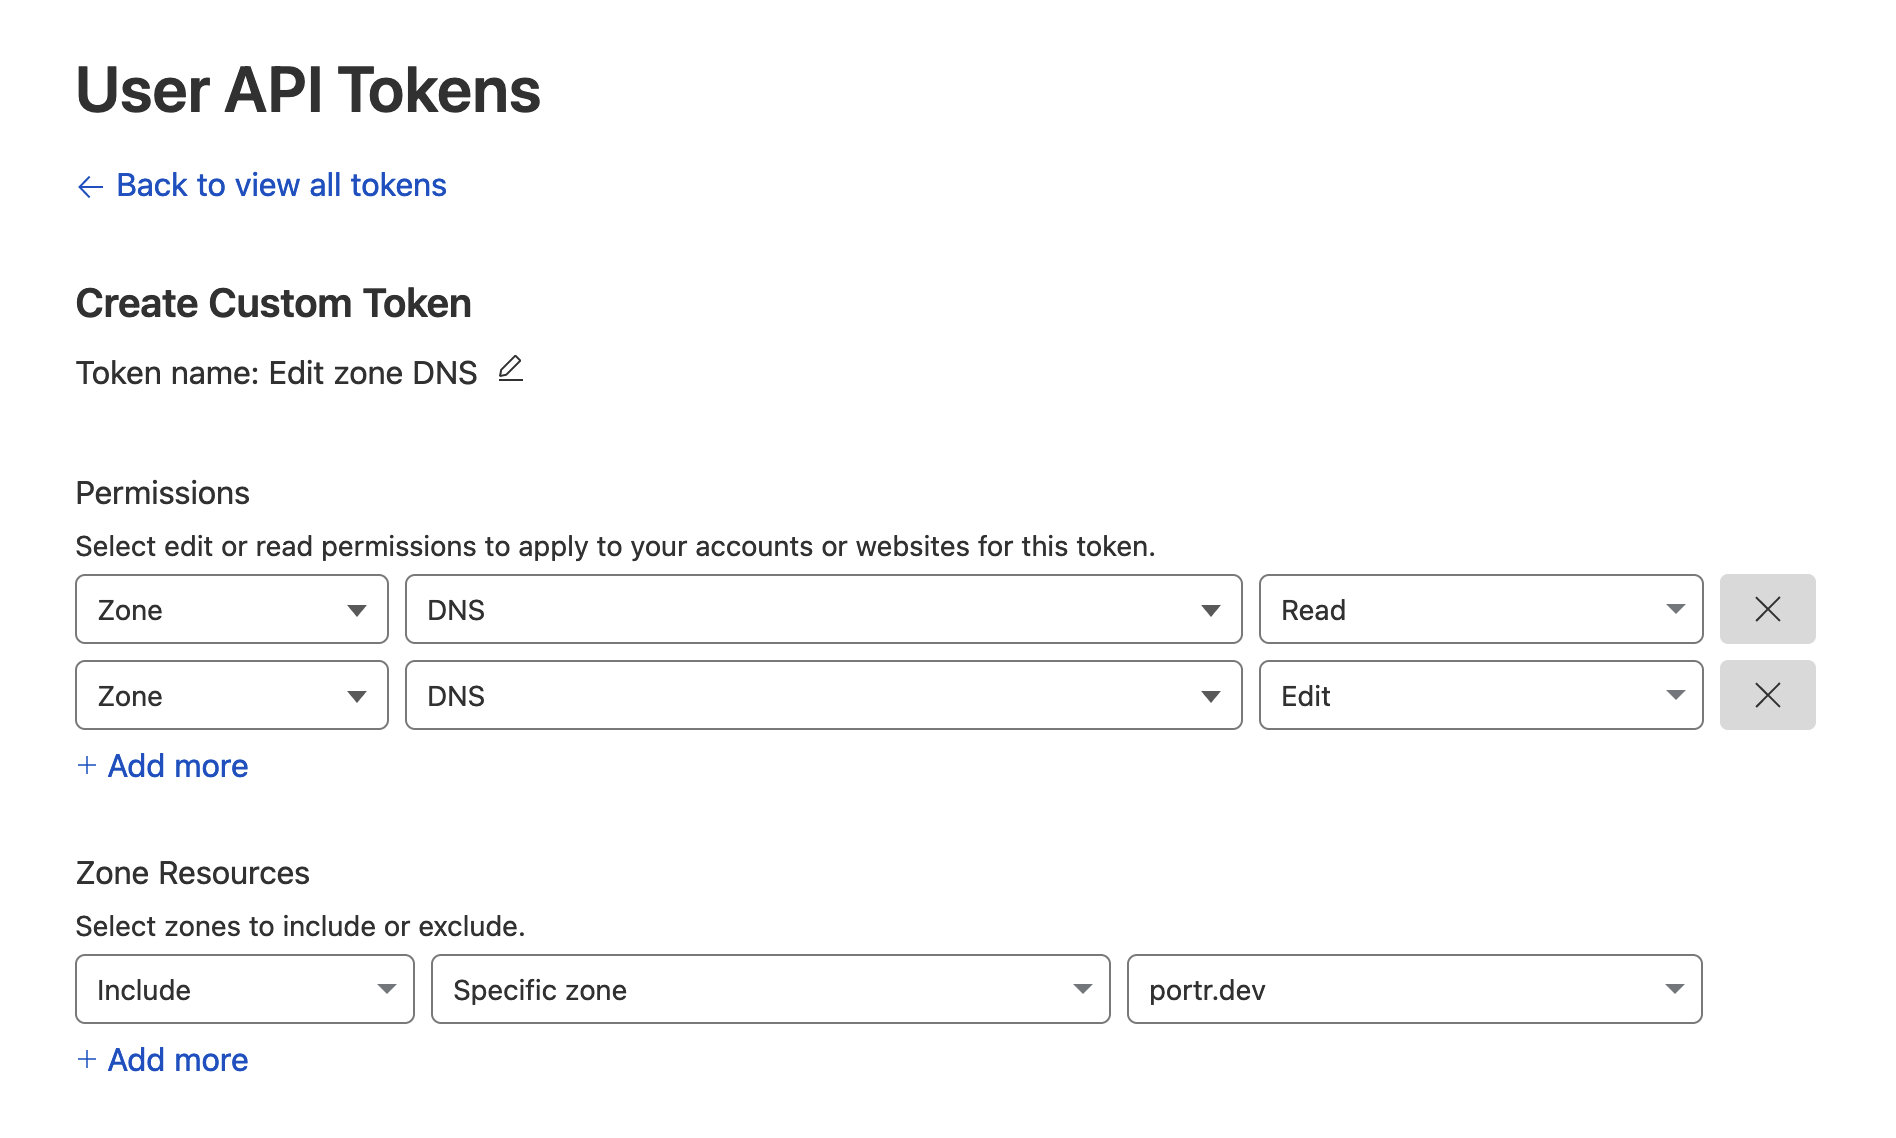 User API Tokens
← Back to view all tokens
Create Custom Token
Token name: Edit zone DNS
Permissions
Select edit or read permissions to apply to your accounts or websites for this token.
Zone DNS Read
Zone DNS Edit
+ Add more
Zone Resources
Select zones to include or exclude.
Include Specific zone portr.dev
+ Add more